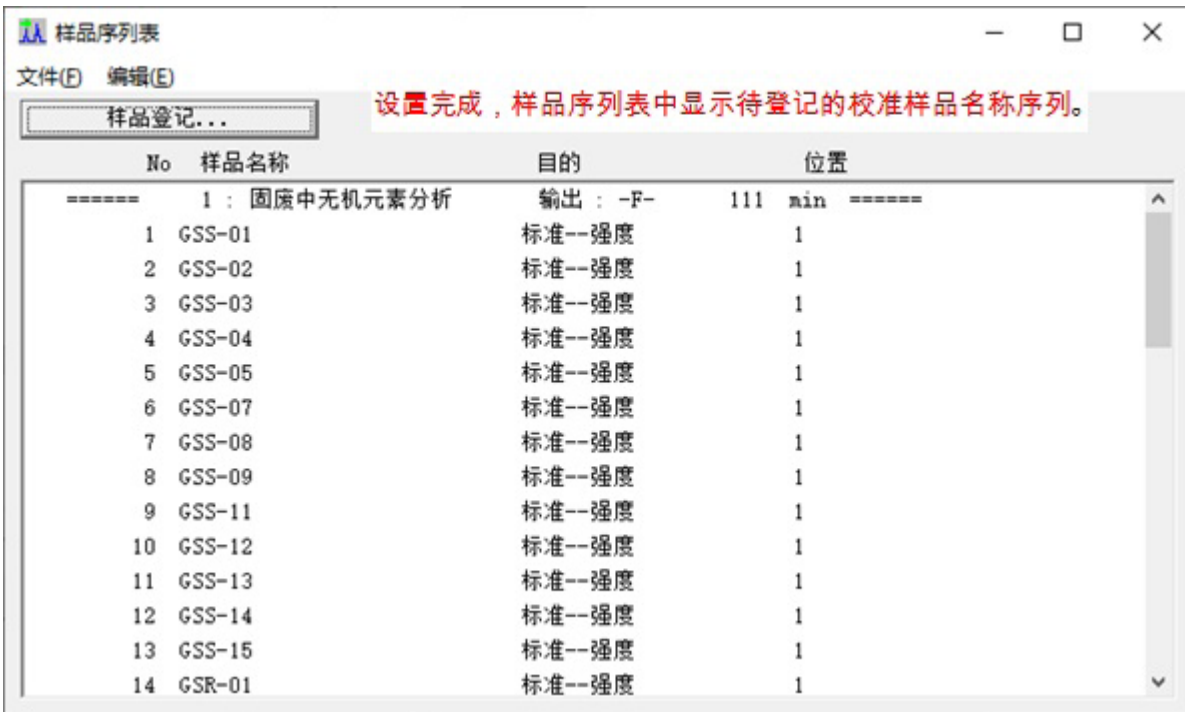 样品序列表
文件(F) 编辑(E)
设置完成，样品序列表中显示待登记的校准样品名称序列。
样品登记...
No 样品名称 目的 位置
====== 1 : 固废中无机元素分析 输出 : -F- 111 min ======
1 GSS-01 标准--强度 1
2 GSS-02 标准--强度 1
3 GSS-03 标准--强度 1
4 GSS-04 标准--强度 1
5 GSS-05 标准--强度 1
6 GSS-07 标准--强度 1
7 GSS-08 标准--强度 1
8 GSS-09 标准--强度 1
9 GSS-11 标准--强度 1
10 GSS-12 标准--强度 1
11 GSS-13 标准--强度 1
12 GSS-14 标准--强度 1
13 GSS-15 标准--强度 1
14 GSR-01 标准--强度 1